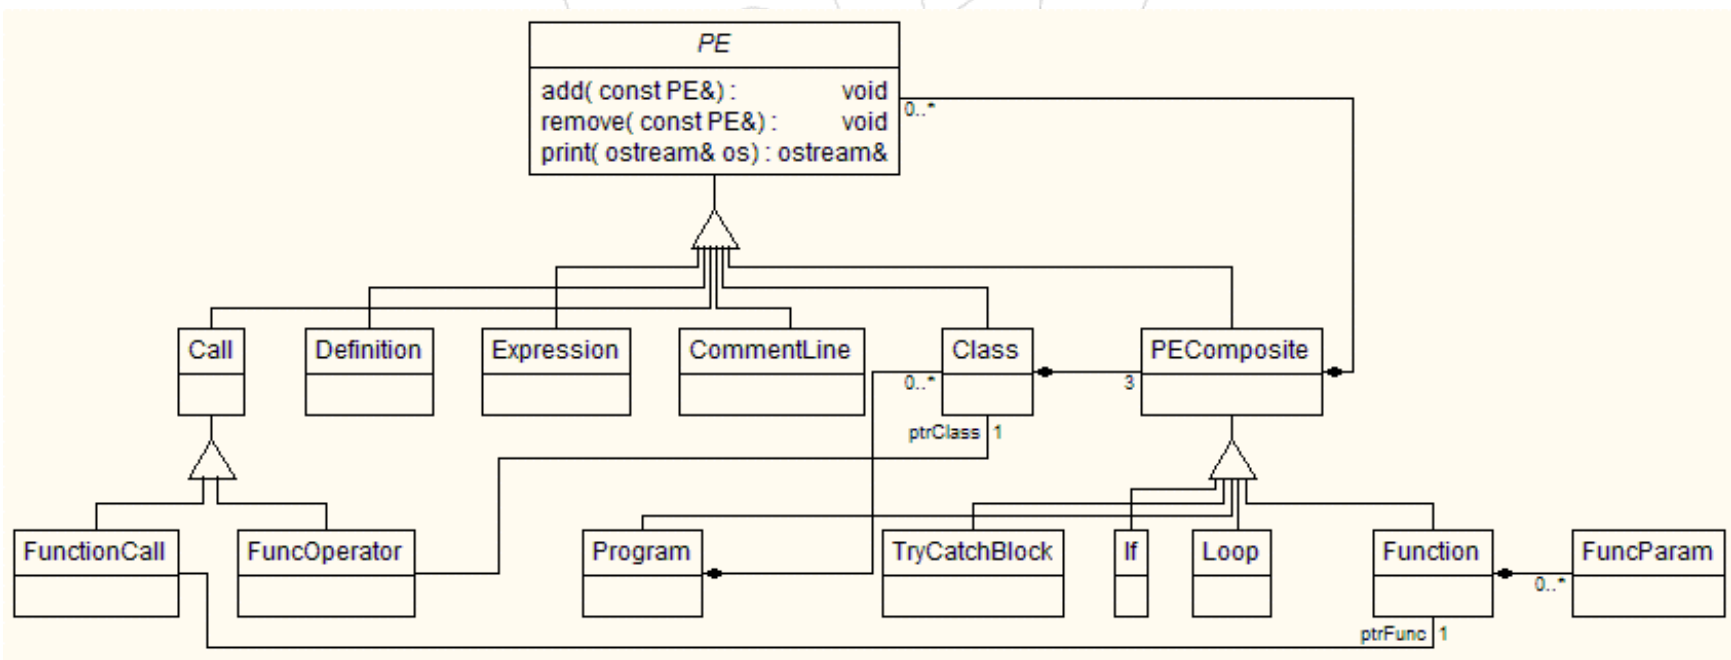 PE
add( const PE&) : void
remove( const PE&) : void
print( ostream& os) : ostream&
0..*
Call
Definition
Expression
CommentLine
Class
PEComposite
0..*
3
ptrClass 1
FunctionCall
FuncOperator
Program
TryCatchBlock
If
Loop
Function
FuncParam
0..*
ptrFunc 1